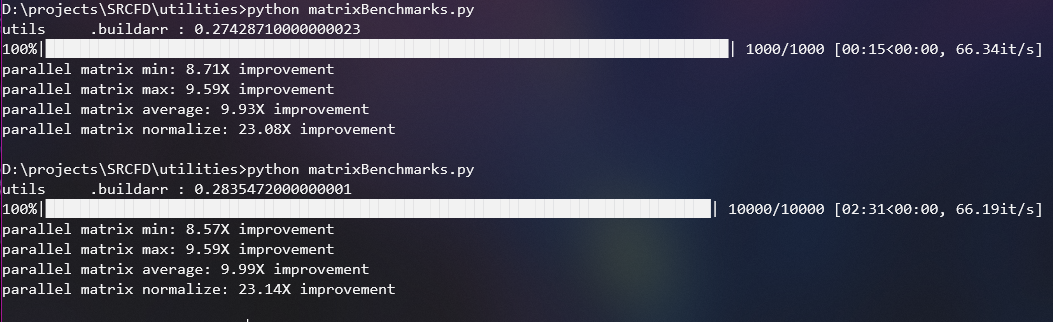 D:\projects\SRCFD\utilities>python matrixBenchmarks.py
utils     .buildarr : 0.27428710000000023
100%| | 1000/1000 [00:15<00:00, 66.34it/s]
parallel matrix min: 8.71X improvement
parallel matrix max: 9.59X improvement
parallel matrix average: 9.93X improvement
parallel matrix normalize: 23.08X improvement
D:\projects\SRCFD\utilities>python matrixBenchmarks.py
utils     .buildarr : 0.2835472000000001
100%| | 10000/10000 [02:31<00:00, 66.19it/s]
parallel matrix min: 8.57X improvement
parallel matrix max: 9.59X improvement
parallel matrix average: 9.99X improvement
parallel matrix normalize: 23.14X improvement